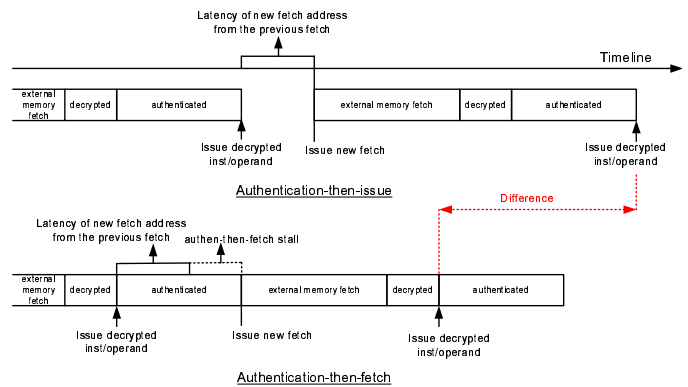 Latency of new fetch address
from the previous fetch
Timeline
external
memory
fetch
decrypted
authenticated
external memory fetch
decrypted
authenticated
Issue decrypted
inst/operand
Issue new fetch
Issue decrypted
inst/operand
Authentication-then-issue
Difference
Latency of new fetch address
from the previous fetch
authen-then-fetch stall
external
memory
fetch
decrypted
authenticated
external memory fetch
decrypted
authenticated
Issue decrypted
inst/operand
Issue new fetch
Issue decrypted
inst/operand
Authentication-then-fetch